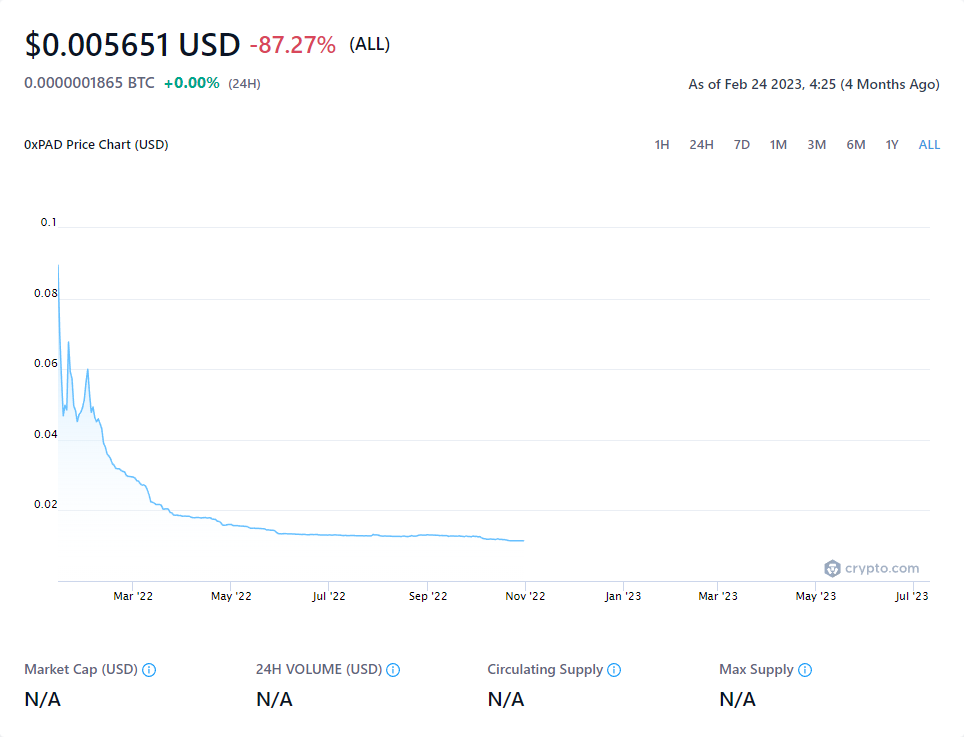 $0.005651 USD -87.27% (ALL)
0.0000001865 BTC +0.00% (24H)
As of Feb 24 2023, 4:25 (4 Months Ago)
0xPAD Price Chart (USD)
1H 24H 7D 1M 3M 6M 1Y ALL
0.1
0.08
0.06
0.04
0.02
crypto.com
Mar '22 May '22 Jul '22 Sep '22 Nov '22 Jan '23 Mar '23 May '23 Jul '23
Market Cap (USD) 24H VOLUME (USD) Circulating Supply Max Supply
N/A N/A N/A N/A